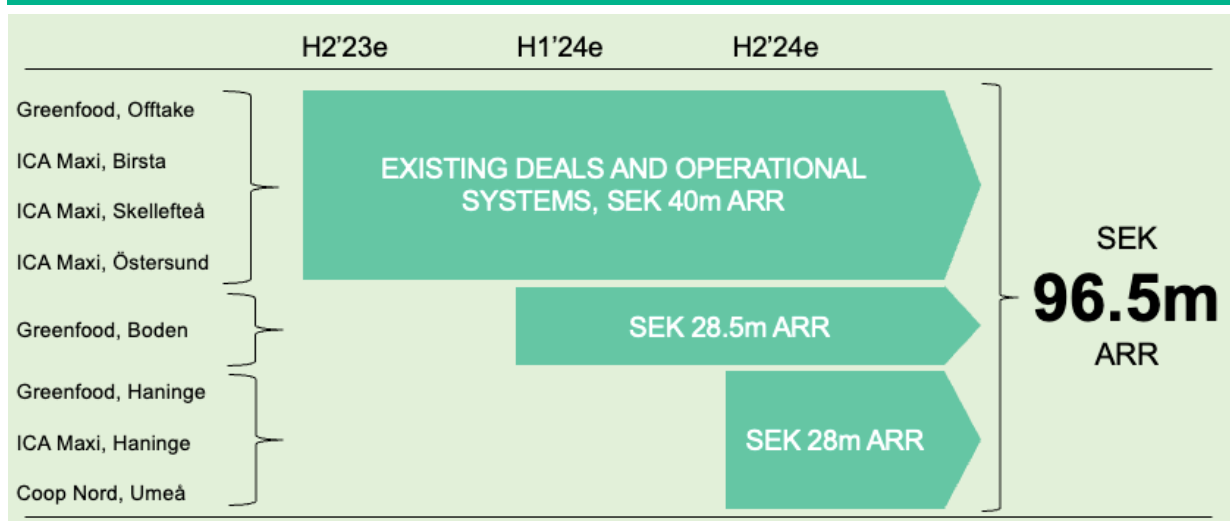 H2’23e
H1’24e
H2’24e
Greenfood, Offtake
ICA Maxi, Birsta
ICA Maxi, Skellefteå
ICA Maxi, Östersund
EXISTING DEALS AND OPERATIONAL
SYSTEMS, SEK 40m ARR
Greenfood, Boden
SEK 28.5m ARR
Greenfood, Haninge
ICA Maxi, Haninge
Coop Nord, Umeå
SEK 28m ARR
SEK
96.5m
ARR